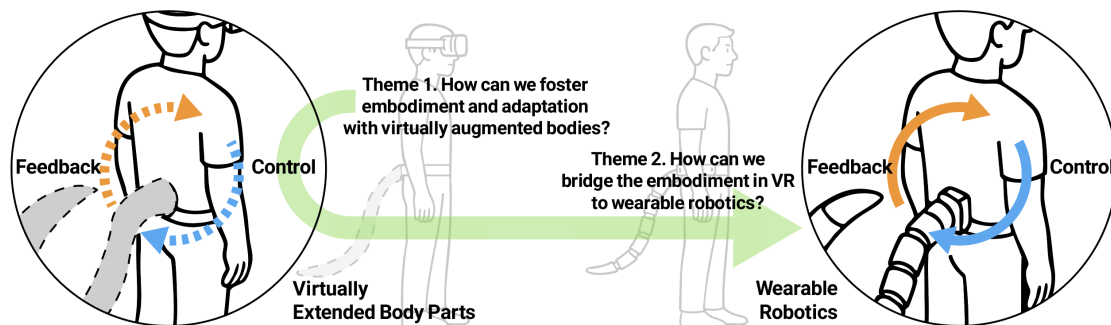 Feedback
Control
Theme 1. How can we foster
embodiment and adaptation
with virtually augmented bodies?
Virtually
Extended Body Parts
Theme 2. How can we
bridge the embodiment in VR
to wearable robotics?
Wearable
Robotics
Feedback
Control